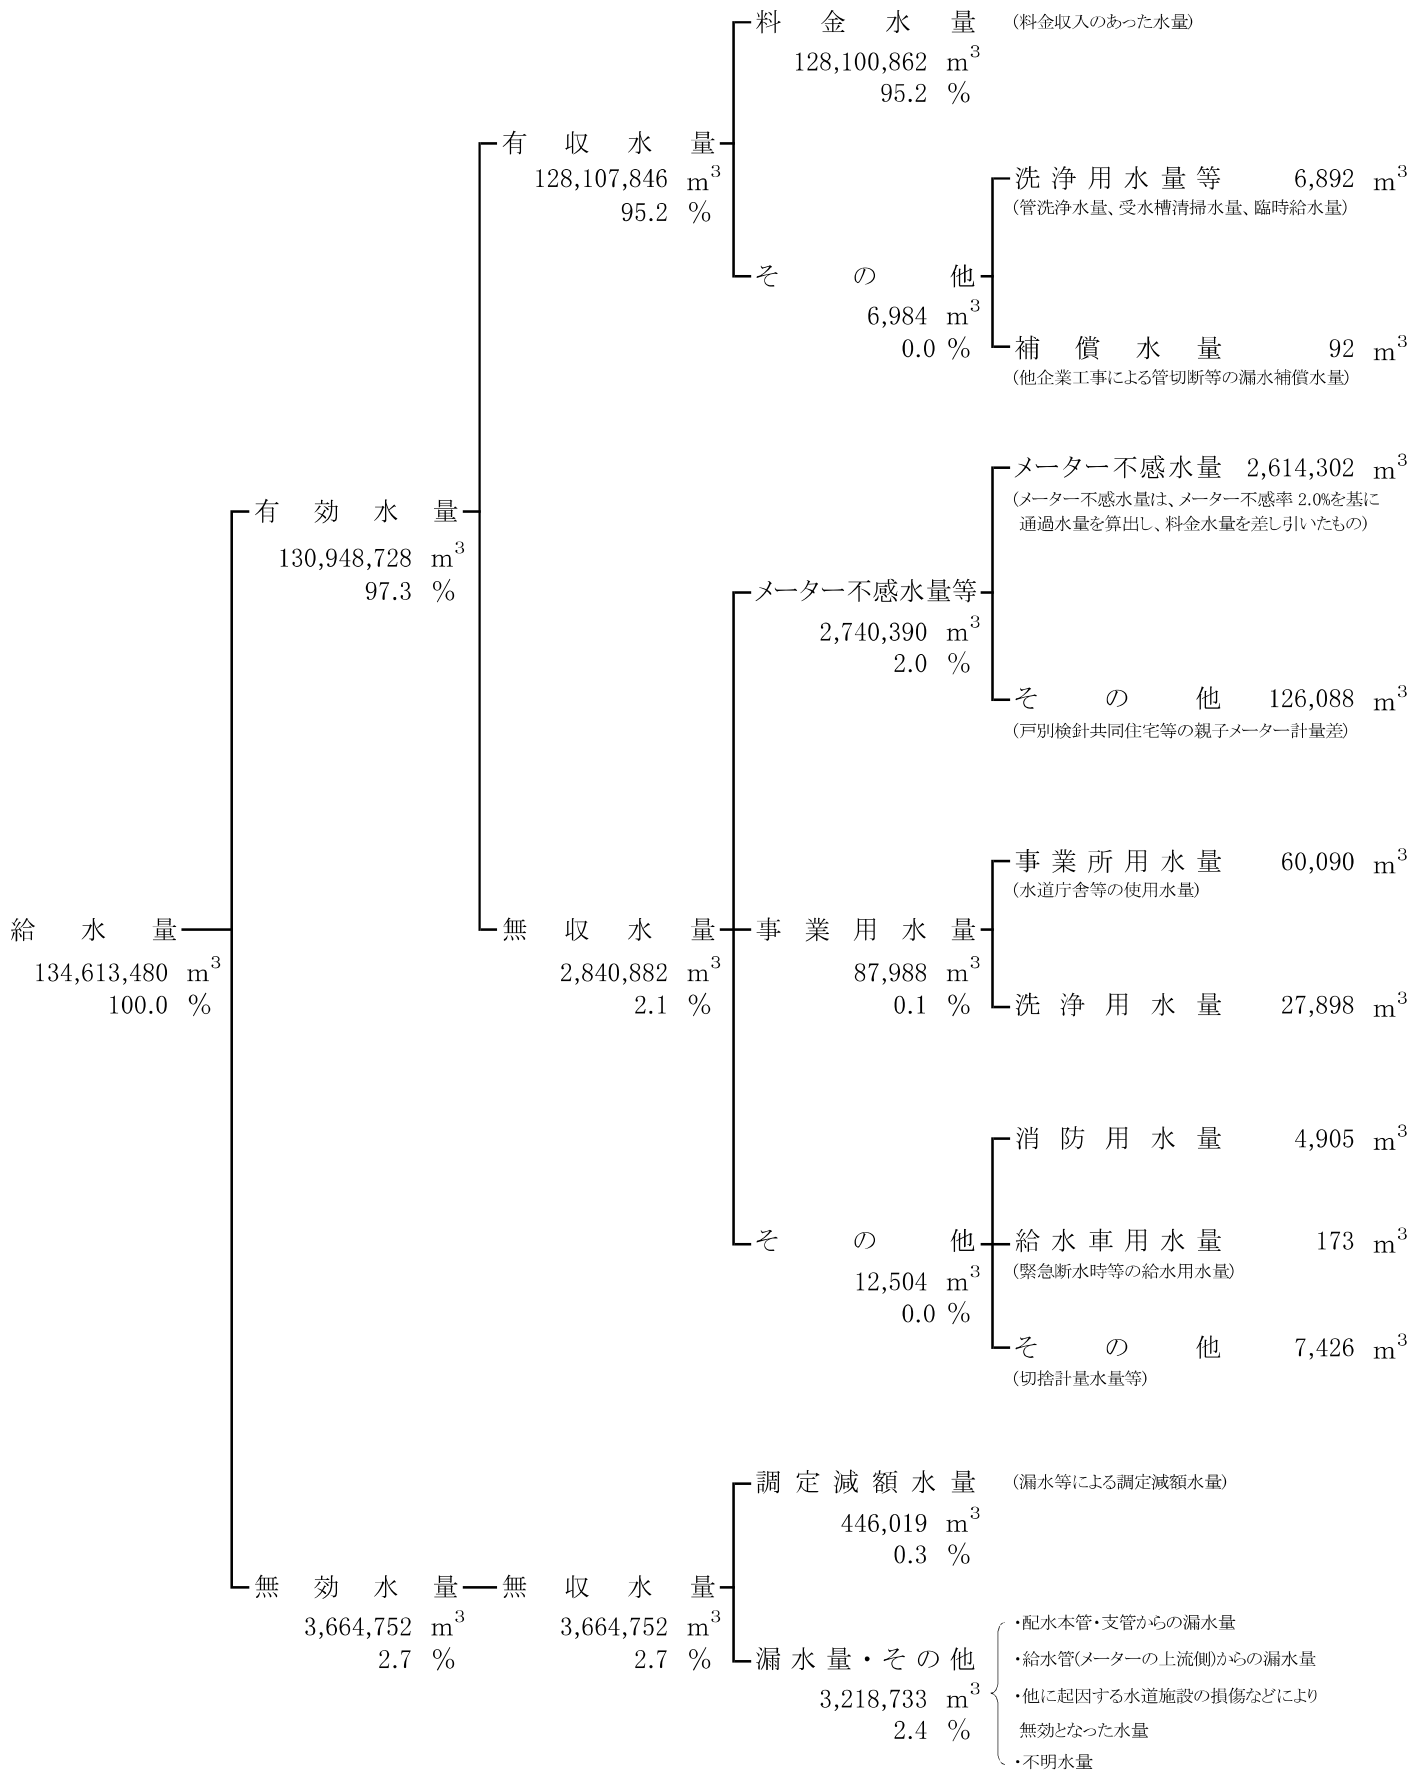 料金水量 (料金収入のあった水量)
128,100,862 m³
95.2 %
有収水量
128,107,846 m³
95.2 %
洗浄用水量等 6,892 m³
(管洗浄水量、受水槽清掃水量、臨時給水量)
その他
6,984 m³
0.0 %
補償水量 92 m³
(他企業工事による管切断等の漏水補償水量)
有効水量
130,948,728 m³
97.3 %
メーター不感水量 2,614,302 m³
(メーター不感水量は、メーター不感率 2.0%を基に
通過水量を算出し、料金水量を差し引いたもの)
メーター不感水量等
2,740,390 m³
2.0 %
その他 126,088 m³
(戸別検針共同住宅等の親子メーター計量差)
給水量
134,613,480 m³
100.0 %
無収水量
2,840,882 m³
2.1 %
事業用水量
87,988 m³
0.1 %
事業所用水量 60,090 m³
(水道庁舎等の使用水量)
洗浄用水量 27,898 m³
その他
12,504 m³
0.0 %
消防用水量 4,905 m³
給水車用水量 173 m³
(緊急断水時等の給水用水量)
その他 7,426 m³
(切捨計量水量等)
無効水量
3,664,752 m³
2.7 %
無収水量
3,664,752 m³
2.7 %
調定減額水量 (漏水等による調定減額水量)
446,019 m³
0.3 %
漏水量・その他
3,218,733 m³
2.4 %
・配水本管・支管からの漏水量
・給水管(メーターの上流側)からの漏水量
・他に起因する水道施設の損傷などにより
無効となった水量
・不明水量